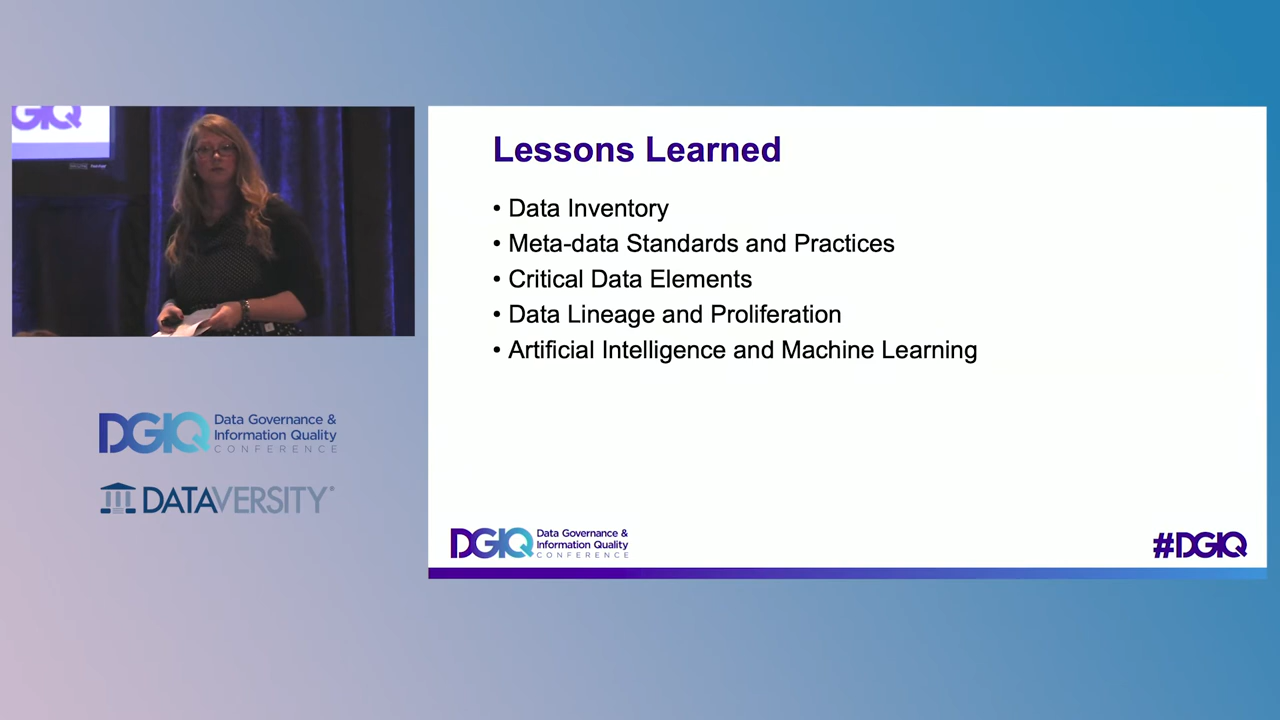 GIQ
Lessons Learned
• Data Inventory
• Meta-data Standards and Practices
• Critical Data Elements
• Data Lineage and Proliferation
• Artificial Intelligence and Machine Learning
DGIQ
Data Governance &
Information Quality
CONFERENCE
DATAVERSITY
DGIQ
Data Governance &
Information Quality
CONFERENCE
#DGIQ